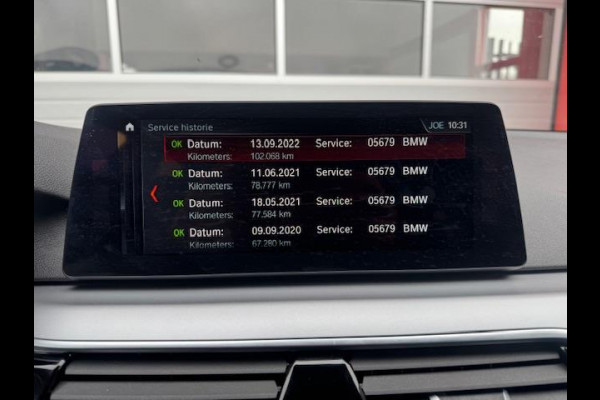 Service historie JOE 10:31
OK Datum: 13.09.2022 Service: 05679 BMW
Kilometers: 102.068 km
OK Datum: 11.06.2021 Service: 05679 BMW
Kilometers: 78.777 km
OK Datum: 18.05.2021 Service: 05679 BMW
Kilometers: 77.584 km
OK Datum: 09.09.2020 Service: 05679 BMW
Kilometers: 67.280 km